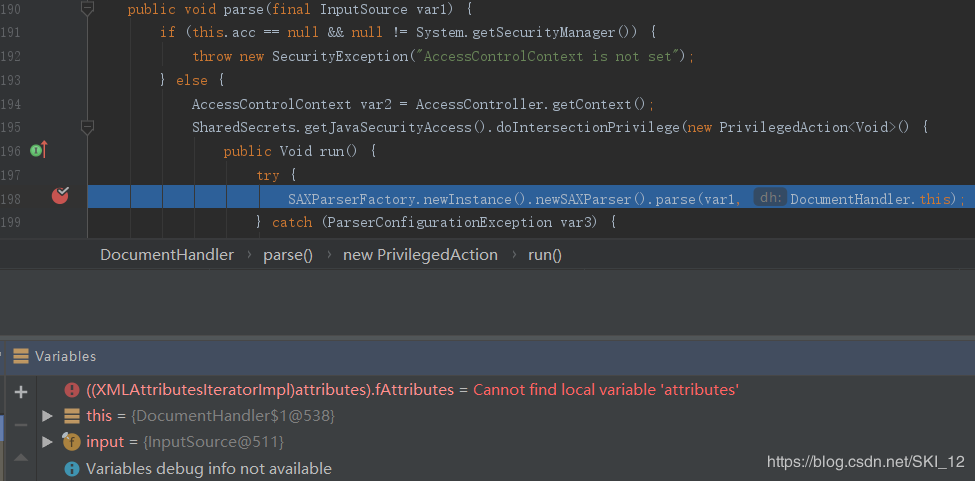 190 public void parse(final InputSource var1) {
191 if (this.acc == null && null != System.getSecurityManager()) {
192 throw new SecurityException("AccessControlContext is not set");
193 } else {
194 AccessControlContext var2 = AccessController.getContext();
195 SharedSecrets.getJavaSecurityAccess().doIntersectionPrivilege(new PrivilegedAction<Void>() {
196 public Void run() {
197 try {
198 SAXParserFactory.newInstance().newSAXParser().parse(var1, dh: DocumentHandler.this);
199 } catch (ParserConfigurationException var3) {
DocumentHandler › parse() › new PrivilegedAction › run()
Variables
((XMLAttributesIteratorImpl)attributes).fAttributes = Cannot find local variable 'attributes'
this = {DocumentHandler$1@538}
input = {InputSource@511}
Variables debug info not available
https://blog.csdn.net/SKI_12